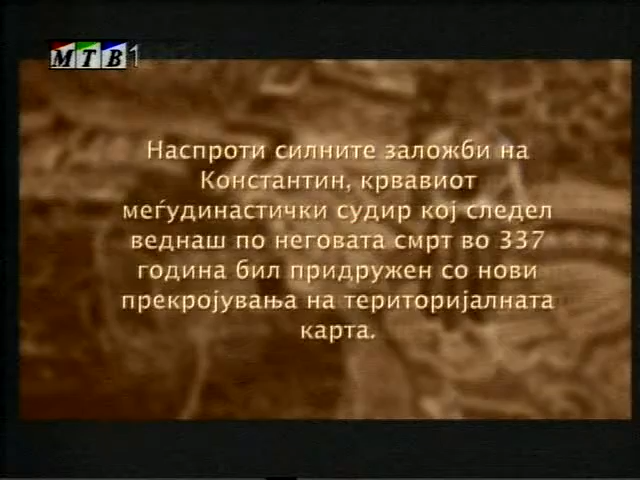 МТВ1
Наспроти силните заложби на
Константин, крвавиот
меѓудинастички судир кој следел
веднаш по неговата смрт во 337
година бил придружен со нови
прекројувања на територијалната
карта.